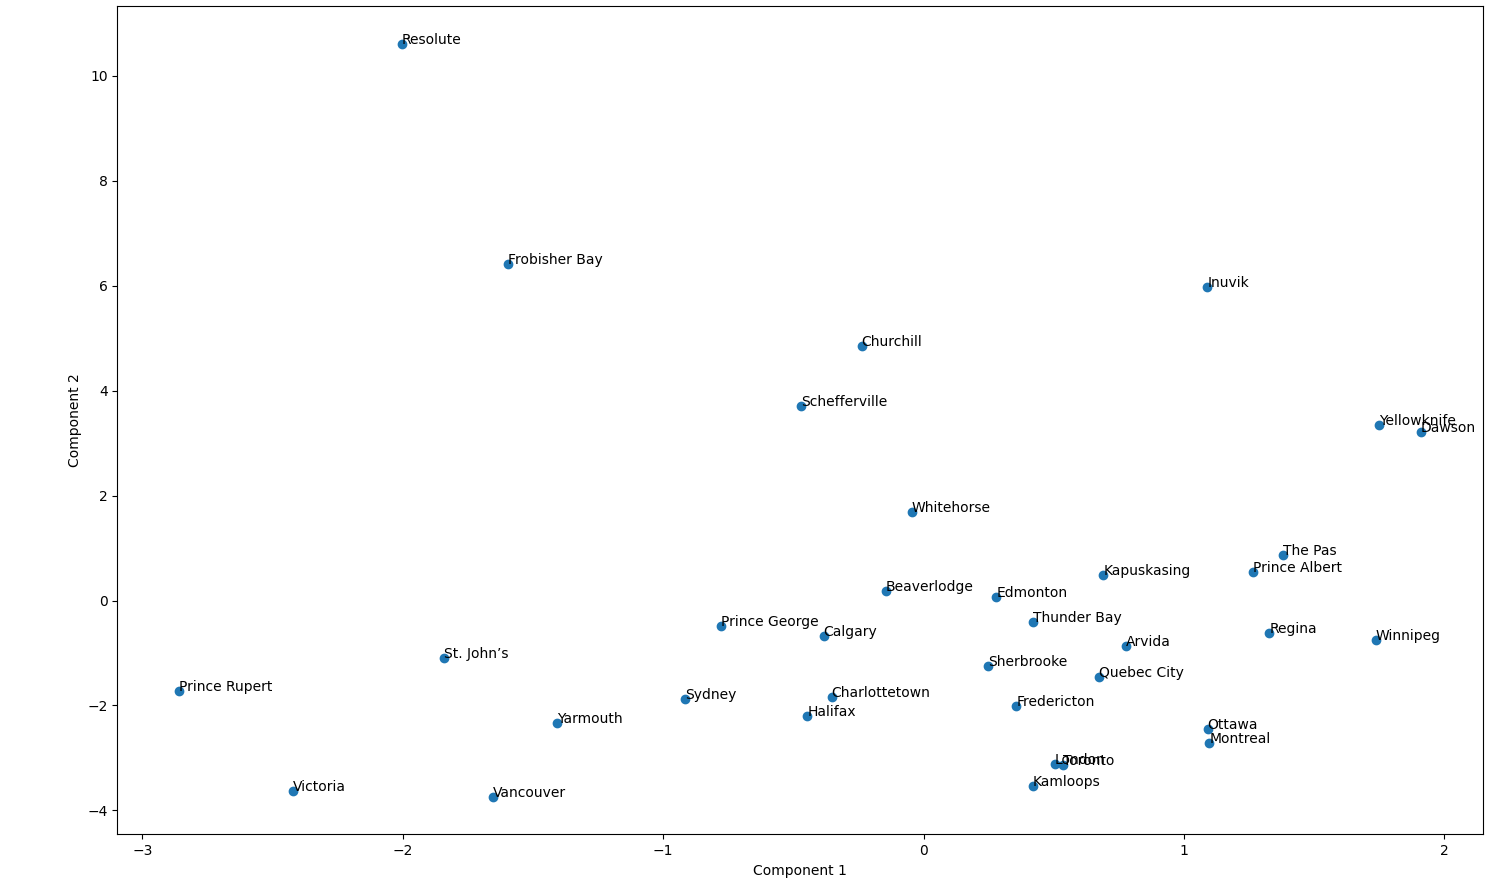 Resolute
10
8
Frobisher Bay
Inuvik
6
Churchill
4
Schefferville
Yellowknife
Dawson
Component 2
2
Whitehorse
The Pas
Prince Albert
Kapuskasing
Beaverlodge
Edmonton
0
Thunder Bay
Prince George
Calgary
Regina
Winnipeg
Arvida
St. John’s
Sherbrooke
Quebec City
Prince Rupert
Charlottetown
Sydney
Fredericton
−2
Halifax
Yarmouth
Ottawa
Montreal
London
Toronto
Kamloops
Victoria
Vancouver
−4
−3 −2 −1 0 1 2
Component 1